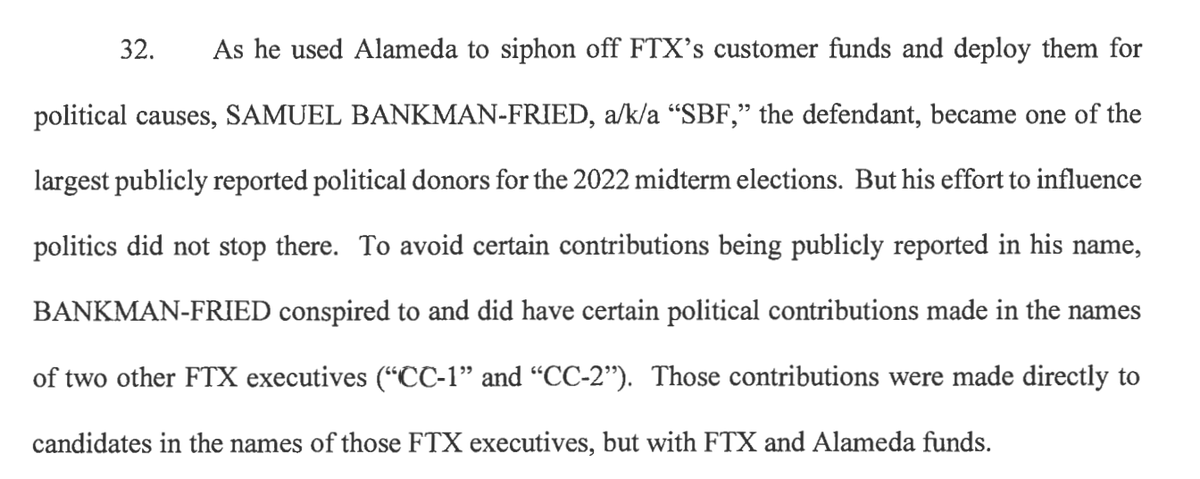 32. As he used Alameda to siphon off FTX’s customer funds and deploy them for
political causes, SAMUEL BANKMAN-FRIED, a/k/a “SBF,” the defendant, became one of the
largest publicly reported political donors for the 2022 midterm elections. But his effort to influence
politics did not stop there. To avoid certain contributions being publicly reported in his name,
BANKMAN-FRIED conspired to and did have certain political contributions made in the names
of two other FTX executives (“CC-1” and “CC-2”). Those contributions were made directly to
candidates in the names of those FTX executives, but with FTX and Alameda funds.